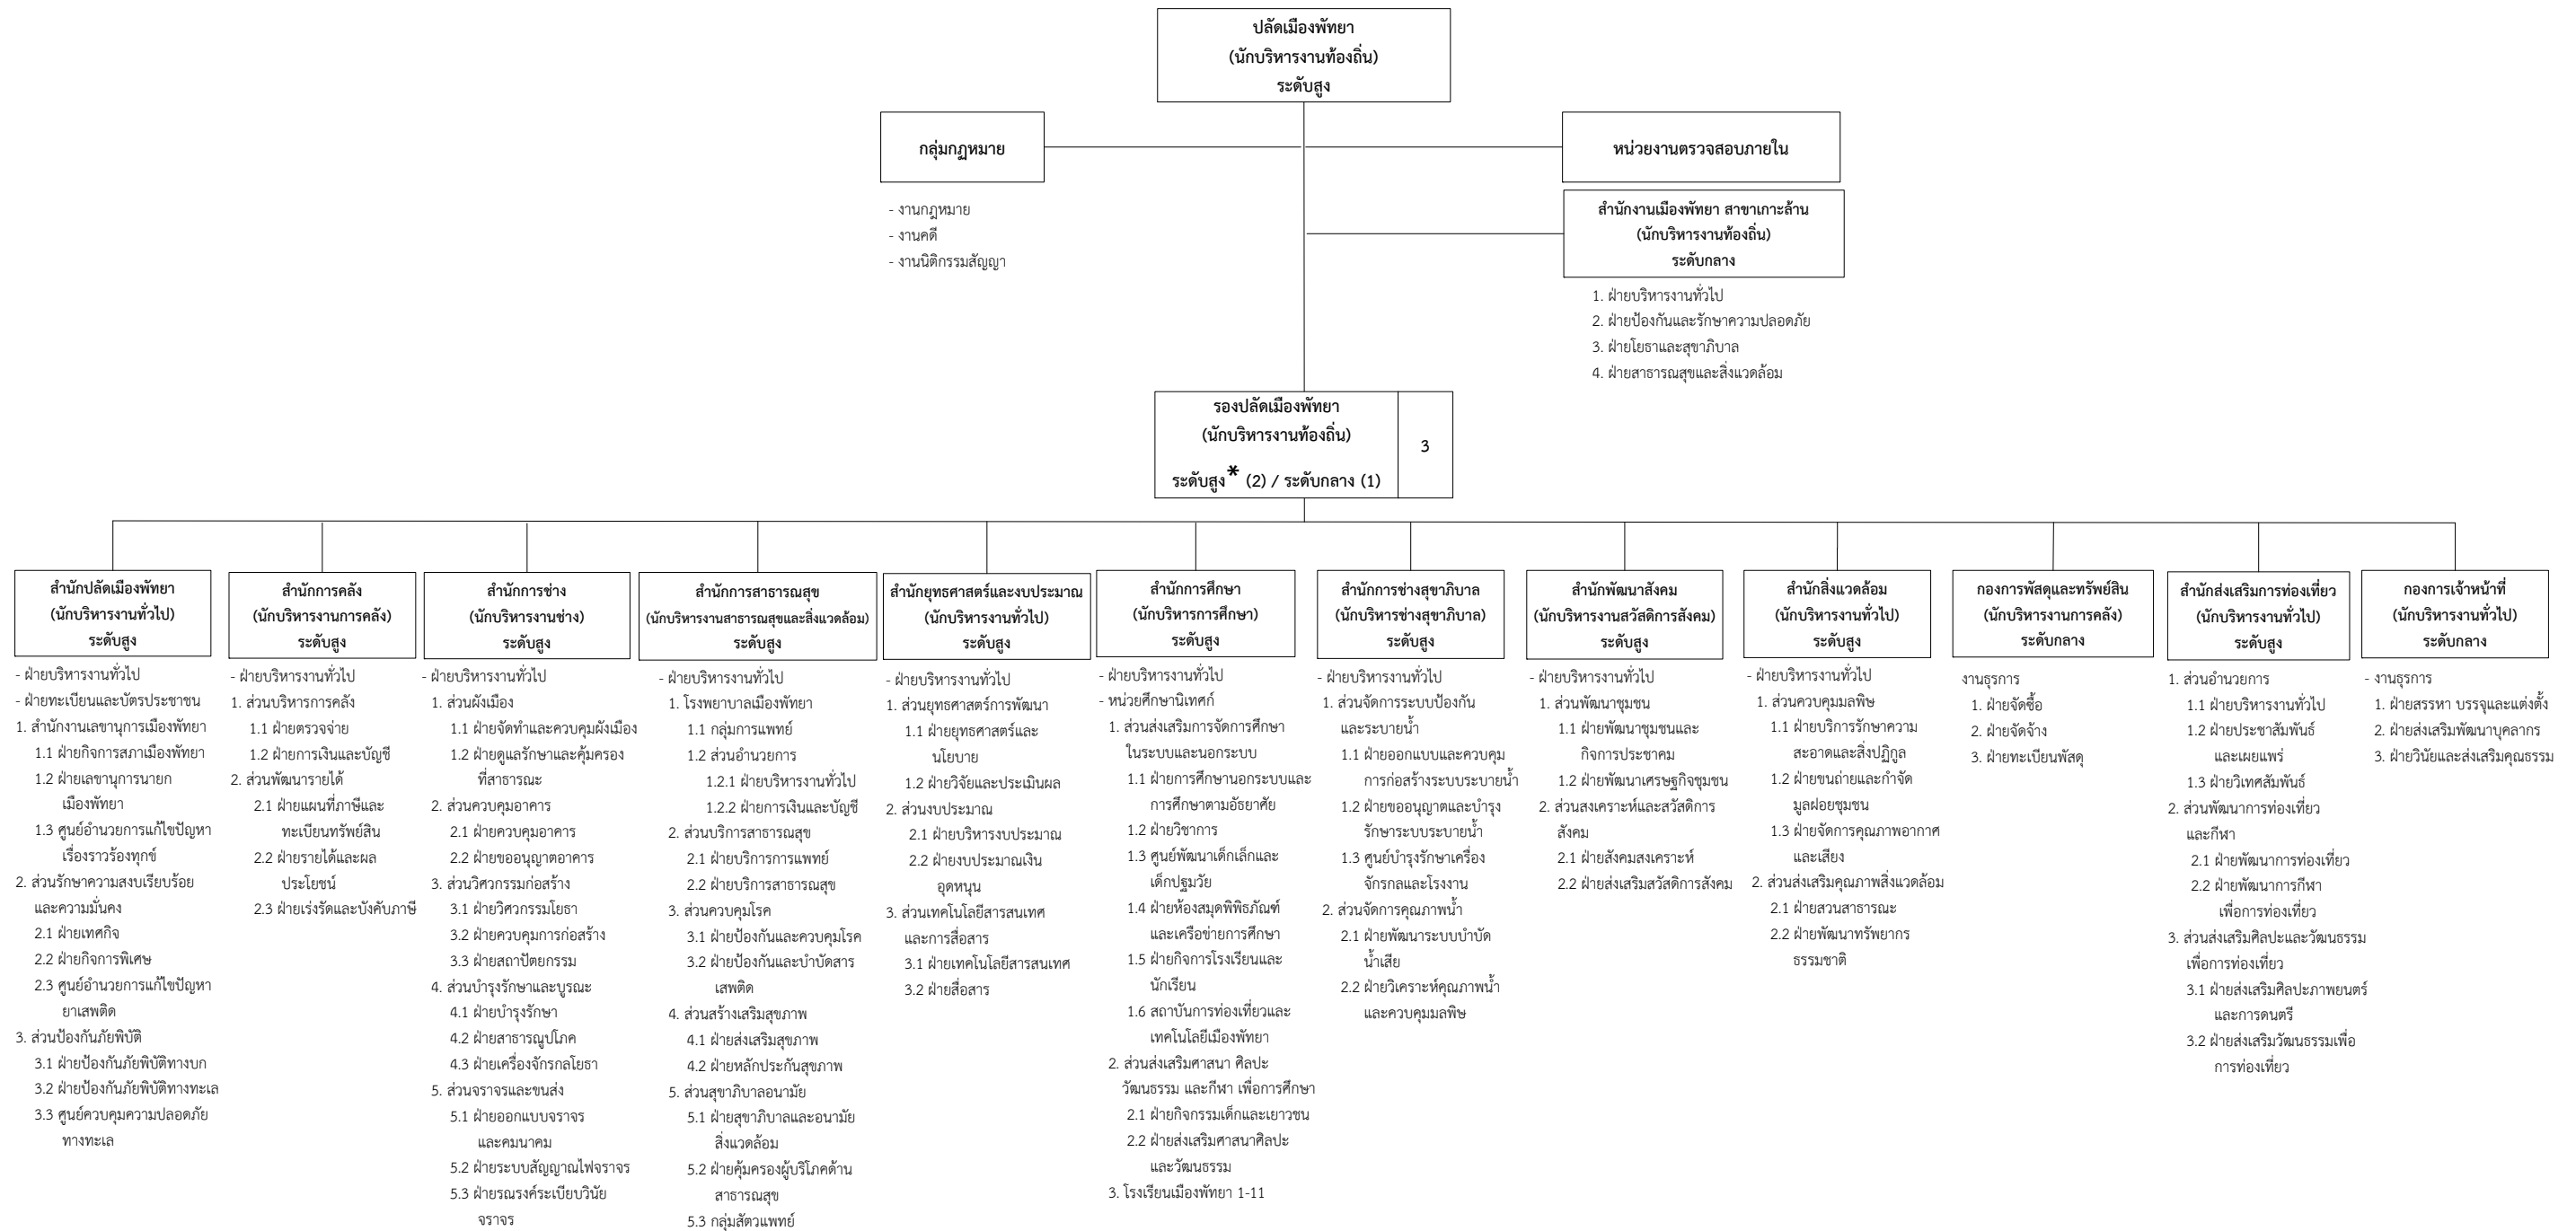 ปลัดเมืองพัทยา
(นักบริหารงานท้องถิ่น)
ระดับสูง
กลุ่มกฎหมาย
- งานกฎหมาย
- งานคดี
- งานนิติกรรมสัญญา
หน่วยงานตรวจสอบภายใน
สำนักงานเมืองพัทยา สาขาเกาะล้าน
(นักบริหารงานท้องถิ่น)
ระดับกลาง
1. ฝ่ายบริหารงานทั่วไป
2. ฝ่ายป้องกันและรักษาความปลอดภัย
3. ฝ่ายโยธาและสุขาภิบาล
4. ฝ่ายสาธารณสุขและสิ่งแวดล้อม
รองปลัดเมืองพัทยา
(นักบริหารงานท้องถิ่น)
ระดับสูง* (2) / ระดับกลาง (1)
3
สำนักปลัดเมืองพัทยา
(นักบริหารงานทั่วไป)
ระดับสูง
- ฝ่ายบริหารงานทั่วไป
- ฝ่ายทะเบียนและบัตรประชาชน
1. สำนักงานเลขานุการเมืองพัทยา
1.1 ฝ่ายกิจการสภาเมืองพัทยา
1.2 ฝ่ายเลขานุการนายก
เมืองพัทยา
1.3 ศูนย์อำนวยการแก้ไขปัญหา
เรื่องราวร้องทุกข์
2. ส่วนรักษาความสงบเรียบร้อย
และความมั่นคง
2.1 ฝ่ายเทศกิจ
2.2 ฝ่ายกิจการพิเศษ
2.3 ศูนย์อำนวยการแก้ไขปัญหา
ยาเสพติด
3. ส่วนป้องกันภัยพิบัติ
3.1 ฝ่ายป้องกันภัยพิบัติทางบก
3.2 ฝ่ายป้องกันภัยพิบัติทางทะเล
3.3 ศูนย์ควบคุมความปลอดภัย
ทางทะเล
สำนักการคลัง
(นักบริหารงานการคลัง)
ระดับสูง
- ฝ่ายบริหารงานทั่วไป
1. ส่วนบริหารการคลัง
1.1 ฝ่ายตรวจจ่าย
1.2 ฝ่ายการเงินและบัญชี
2. ส่วนพัฒนารายได้
2.1 ฝ่ายแผนที่ภาษีและ
ทะเบียนทรัพย์สิน
2.2 ฝ่ายรายได้และผล
ประโยชน์
2.3 ฝ่ายเร่งรัดและบังคับภาษี
สำนักการช่าง
(นักบริหารงานช่าง)
ระดับสูง
- ฝ่ายบริหารงานทั่วไป
1. ส่วนผังเมือง
1.1 ฝ่ายจัดทำและควบคุมผังเมือง
1.2 ฝ่ายดูแลรักษาและคุ้มครอง
ที่สาธารณะ
2. ส่วนควบคุมอาคาร
2.1 ฝ่ายควบคุมอาคาร
2.2 ฝ่ายขออนุญาตอาคาร
3. ส่วนวิศวกรรมก่อสร้าง
3.1 ฝ่ายวิศวกรรมโยธา
3.2 ฝ่ายควบคุมการก่อสร้าง
3.3 ฝ่ายสถาปัตยกรรม
4. ส่วนบำรุงรักษาและบูรณะ
4.1 ฝ่ายบำรุงรักษา
4.2 ฝ่ายสาธารณูปโภค
4.3 ฝ่ายเครื่องจักรกลโยธา
5. ส่วนจราจรและขนส่ง
5.1 ฝ่ายออกแบบจราจร
และคมนาคม
5.2 ฝ่ายระบบสัญญาณไฟจราจร
5.3 ฝ่ายรณรงค์ระเบียบวินัย
จราจร
สำนักการสาธารณสุข
(นักบริหารงานสาธารณสุขและสิ่งแวดล้อม)
ระดับสูง
- ฝ่ายบริหารงานทั่วไป
1. โรงพยาบาลเมืองพัทยา
1.1 กลุ่มการแพทย์
1.2 ส่วนอำนวยการ
1.2.1 ฝ่ายบริหารงานทั่วไป
1.2.2 ฝ่ายการเงินและบัญชี
2. ส่วนบริการสาธารณสุข
2.1 ฝ่ายบริการการแพทย์
2.2 ฝ่ายบริการสาธารณสุข
3. ส่วนควบคุมโรค
3.1 ฝ่ายป้องกันและควบคุมโรค
3.2 ฝ่ายป้องกันและบำบัดสาร
เสพติด
4. ส่วนสร้างเสริมสุขภาพ
4.1 ฝ่ายส่งเสริมสุขภาพ
4.2 ฝ่ายหลักประกันสุขภาพ
5. ส่วนสุขาภิบาลอนามัย
5.1 ฝ่ายสุขาภิบาลและอนามัย
สิ่งแวดล้อม
5.2 ฝ่ายคุ้มครองผู้บริโภคด้าน
สาธารณสุข
5.3 กลุ่มสัตวแพทย์
สำนักยุทธศาสตร์และงบประมาณ
(นักบริหารงานทั่วไป)
ระดับสูง
- ฝ่ายบริหารงานทั่วไป
1. ส่วนยุทธศาสตร์การพัฒนา
1.1 ฝ่ายยุทธศาสตร์และ
นโยบาย
1.2 ฝ่ายวิจัยและประเมินผล
2. ส่วนงบประมาณ
2.1 ฝ่ายบริหารงบประมาณ
2.2 ฝ่ายงบประมาณเงิน
อุดหนุน
3. ส่วนเทคโนโลยีสารสนเทศ
และการสื่อสาร
3.1 ฝ่ายเทคโนโลยีสารสนเทศ
3.2 ฝ่ายสื่อสาร
สำนักการศึกษา
(นักบริหารการศึกษา)
ระดับสูง
- ฝ่ายบริหารงานทั่วไป
- หน่วยศึกษานิเทศก์
1. ส่วนส่งเสริมการจัดการศึกษา
ในระบบและนอกระบบ
1.1 ฝ่ายการศึกษานอกระบบและ
การศึกษาตามอัธยาศัย
1.2 ฝ่ายวิชาการ
1.3 ศูนย์พัฒนาเด็กเล็กและ
เด็กปฐมวัย
1.4 ฝ่ายห้องสมุดพิพิธภัณฑ์
และเครือข่ายการศึกษา
1.5 ฝ่ายกิจการโรงเรียนและ
นักเรียน
1.6 สถาบันการท่องเที่ยวและ
เทคโนโลยีเมืองพัทยา
2. ส่วนส่งเสริมศาสนา ศิลปะ
วัฒนธรรม และกีฬา เพื่อการศึกษา
2.1 ฝ่ายกิจกรรมเด็กและเยาวชน
2.2 ฝ่ายส่งเสริมศาสนาศิลปะ
และวัฒนธรรม
3. โรงเรียนเมืองพัทยา 1-11
สำนักการช่างสุขาภิบาล
(นักบริหารช่างสุขาภิบาล)
ระดับสูง
- ฝ่ายบริหารงานทั่วไป
1. ส่วนจัดการระบบป้องกัน
และระบายน้ำ
1.1 ฝ่ายออกแบบและควบคุม
การก่อสร้างระบบระบายน้ำ
1.2 ฝ่ายขออนุญาตและบำรุง
รักษาระบบระบายน้ำ
1.3 ศูนย์บำรุงรักษาเครื่อง
จักรกลและโรงงาน
2. ส่วนจัดการคุณภาพน้ำ
2.1 ฝ่ายพัฒนาระบบบำบัด
น้ำเสีย
2.2 ฝ่ายวิเคราะห์คุณภาพน้ำ
และควบคุมมลพิษ
สำนักพัฒนาสังคม
(นักบริหารงานสวัสดิการสังคม)
ระดับสูง
- ฝ่ายบริหารงานทั่วไป
1. ส่วนพัฒนาชุมชน
1.1 ฝ่ายพัฒนาชุมชนและ
กิจการประชาคม
1.2 ฝ่ายพัฒนาเศรษฐกิจชุมชน
2. ส่วนสงเคราะห์และสวัสดิการ
สังคม
2.1 ฝ่ายสังคมสงเคราะห์
2.2 ฝ่ายส่งเสริมสวัสดิการสังคม
สำนักสิ่งแวดล้อม
(นักบริหารงานทั่วไป)
ระดับสูง
- ฝ่ายบริหารงานทั่วไป
1. ส่วนควบคุมมลพิษ
1.1 ฝ่ายบริการรักษาความ
สะอาดและสิ่งปฏิกูล
1.2 ฝ่ายขนถ่ายและกำจัด
มูลฝอยชุมชน
1.3 ฝ่ายจัดการคุณภาพอากาศ
และเสียง
2. ส่วนส่งเสริมคุณภาพสิ่งแวดล้อม
2.1 ฝ่ายสวนสาธารณะ
2.2 ฝ่ายพัฒนาทรัพยากร
ธรรมชาติ
กองการพัสดุและทรัพย์สิน
(นักบริหารงานการคลัง)
ระดับกลาง
งานธุรการ
1. ฝ่ายจัดซื้อ
2. ฝ่ายจัดจ้าง
3. ฝ่ายทะเบียนพัสดุ
สำนักส่งเสริมการท่องเที่ยว
(นักบริหารงานทั่วไป)
ระดับสูง
1. ส่วนอำนวยการ
1.1 ฝ่ายบริหารงานทั่วไป
1.2 ฝ่ายประชาสัมพันธ์
และเผยแพร่
1.3 ฝ่ายวิเทศสัมพันธ์
2. ส่วนพัฒนาการท่องเที่ยว
และกีฬา
2.1 ฝ่ายพัฒนาการท่องเที่ยว
2.2 ฝ่ายพัฒนาการกีฬา
เพื่อการท่องเที่ยว
3. ส่วนส่งเสริมศิลปะและวัฒนธรรม
เพื่อการท่องเที่ยว
3.1 ฝ่ายส่งเสริมศิลปะภาพยนตร์
และการดนตรี
3.2 ฝ่ายส่งเสริมวัฒนธรรมเพื่อ
การท่องเที่ยว
กองการเจ้าหน้าที่
(นักบริหารงานทั่วไป)
ระดับกลาง
- งานธุรการ
1. ฝ่ายสรรหา บรรจุและแต่งตั้ง
2. ฝ่ายส่งเสริมพัฒนาบุคลากร
3. ฝ่ายวินัยและส่งเสริมคุณธรรม